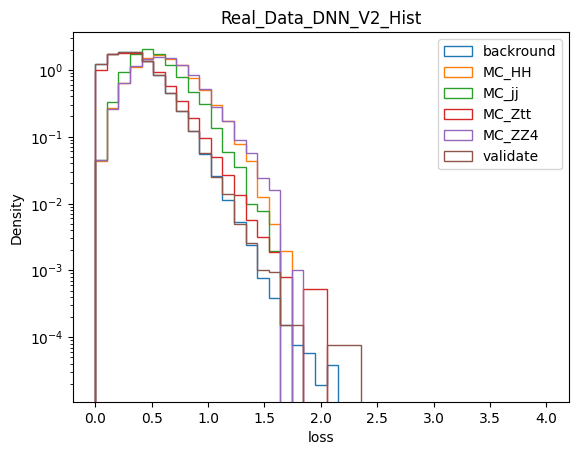 Real_Data_DNN_V2_Hist
backround
MC_HH
MC_jj
MC_Ztt
MC_ZZ4
validate
Density
10⁰
10⁻¹
10⁻²
10⁻³
10⁻⁴
0.0 0.5 1.0 1.5 2.0 2.5 3.0 3.5 4.0
loss